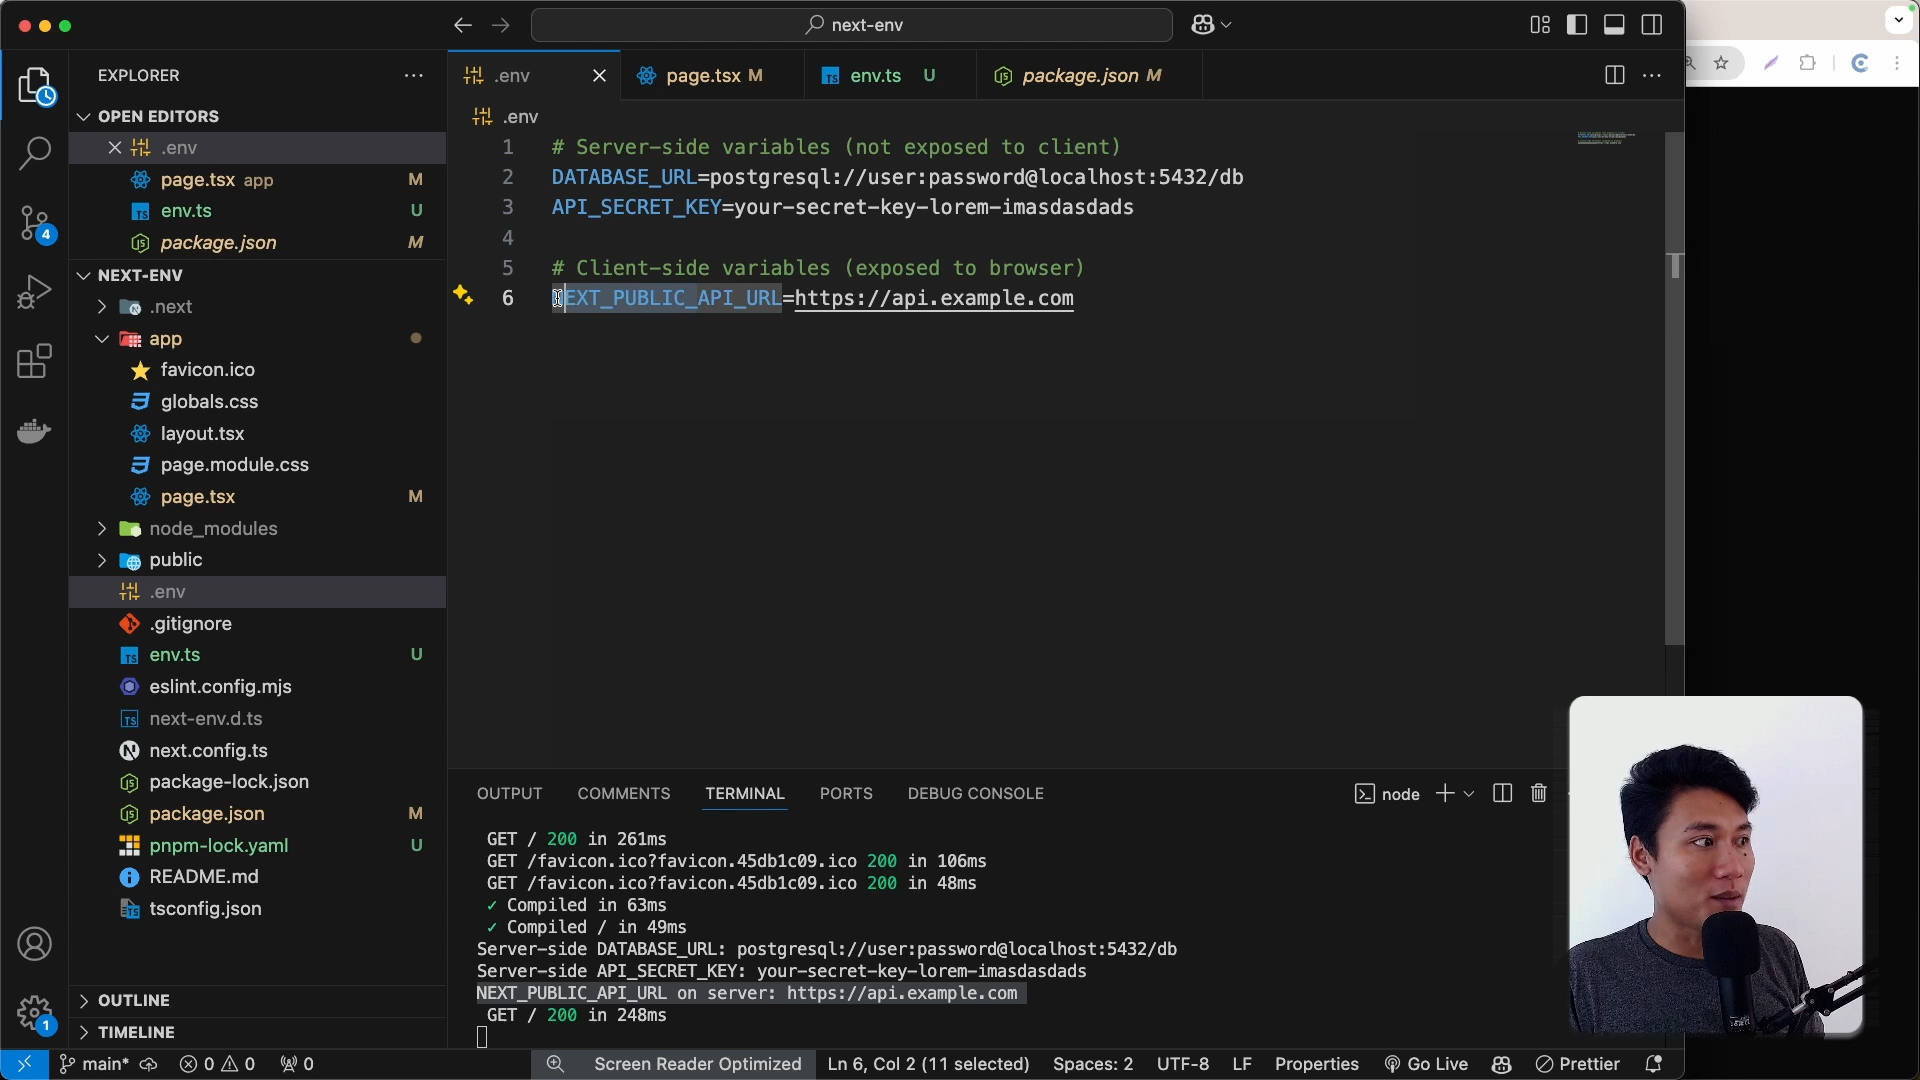 next-env
EXPLORER
OPEN EDITORS
.env
page.tsx app M
env.ts U
package.json M
NEXT-ENV
.next
app
favicon.ico
globals.css
layout.tsx
page.module.css
page.tsx M
node_modules
public
.env
.gitignore
env.ts U
eslint.config.mjs
next-env.d.ts
next.config.ts
package-lock.json
package.json M
pnpm-lock.yaml U
README.md
tsconfig.json
OUTLINE
TIMELINE
4
1
.env
page.tsx M
env.ts U
package.json M
.env
1 # Server-side variables (not exposed to client)
2 DATABASE_URL=postgresql://user:password@localhost:5432/db
3 API_SECRET_KEY=your-secret-key-lorem-imasdasdads
4
5 # Client-side variables (exposed to browser)
6 NEXT_PUBLIC_API_URL=https://api.example.com
OUTPUT COMMENTS TERMINAL PORTS DEBUG CONSOLE
node
GET / 200 in 261ms
GET /favicon.ico?favicon.45db1c09.ico 200 in 106ms
GET /favicon.ico?favicon.45db1c09.ico 200 in 48ms
✓ Compiled in 63ms
✓ Compiled / in 49ms
Server-side DATABASE_URL: postgresql://user:password@localhost:5432/db
Server-side API_SECRET_KEY: your-secret-key-lorem-imasdasdads
NEXT_PUBLIC_API_URL on server: https://api.example.com
GET / 200 in 248ms
main* 0 0 0 Screen Reader Optimized Ln 6, Col 2 (11 selected) Spaces: 2 UTF-8 LF Properties Go Live Prettier